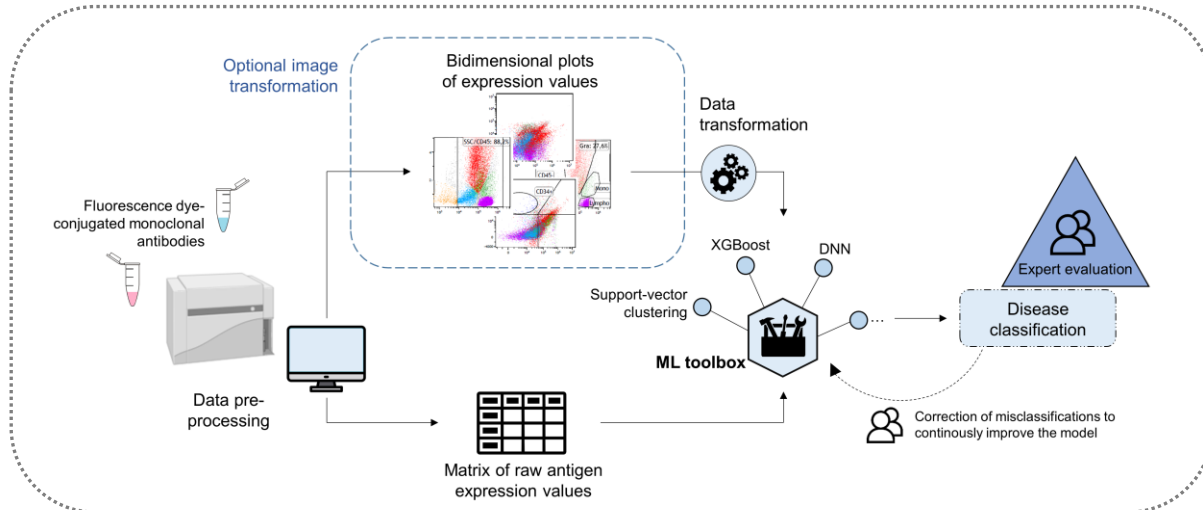 Optional image
transformation
Bidimensional plots
of expression values
SSC/CD45: 88,2%
Gra: 27,6%
CD45
CD34+
Mono
Lympho
Data
transformation
Fluorescence dye-
conjugated monoclonal
antibodies
Data pre-
processing
Matrix of raw antigen
expression values
XGBoost
DNN
Support-vector
clustering
...
ML toolbox
Expert evaluation
Disease
classification
Correction of misclassifications to
continously improve the model